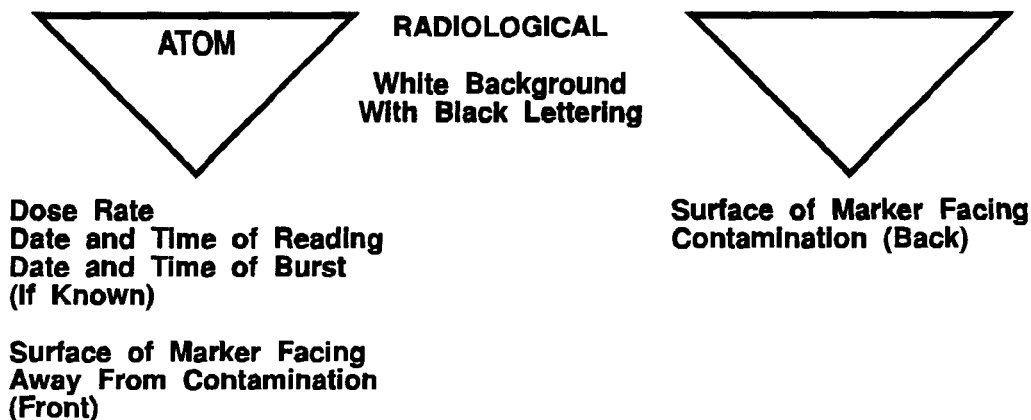 ATOM
RADIOLOGICAL
White Background
With Black Lettering
Dose Rate
Date and Time of Reading
Date and Time of Burst
(If Known)
Surface of Marker Facing
Away From Contamination
(Front)
Surface of Marker Facing
Contamination (Back)